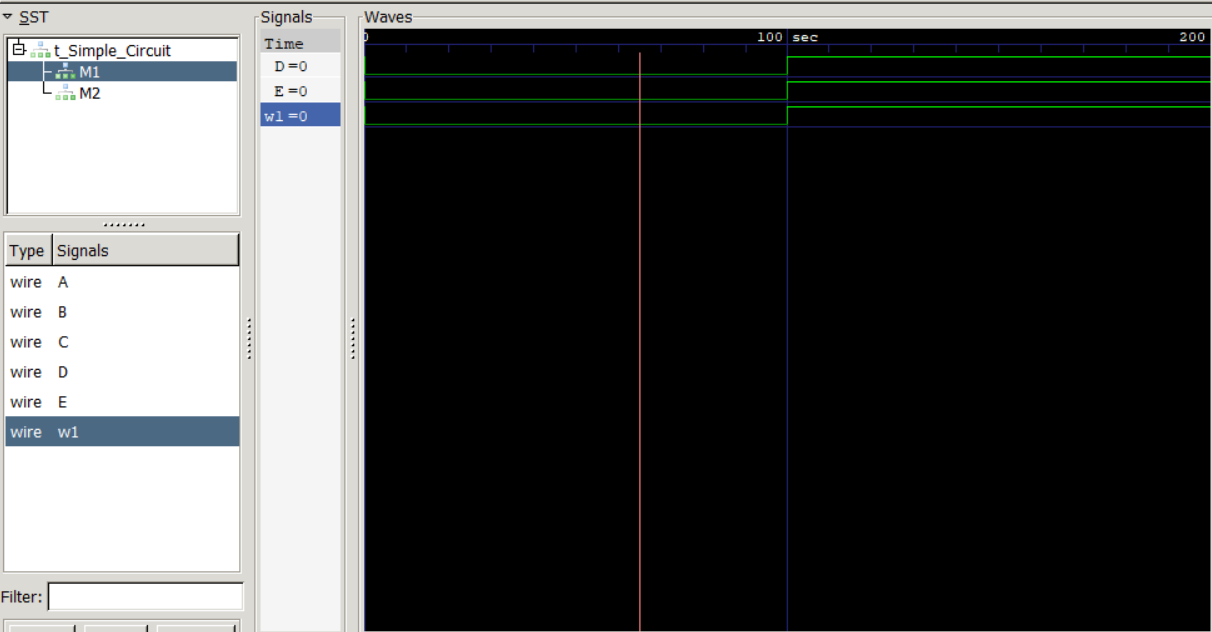 SST
t_Simple_Circuit
M1
M2
Type Signals
wire A
wire B
wire C
wire D
wire E
wire w1
Filter:
Signals
Time
D=0
E=0
w1=0
Waves
0 100 sec 200